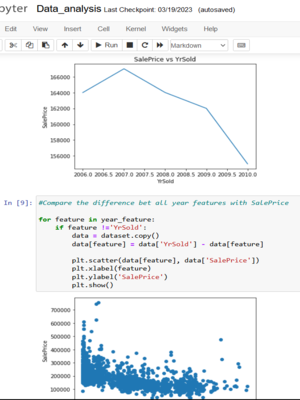 pyter Data_analysis Last Checkpoint: 03/19/2023 (autosaved)
Edit View Insert Cell Kernel Widgets Help
Run Markdown
SalePrice vs YrSold
166000
164000
162000
160000
158000
156000
SalePrice
2006.0 2006.5 2007.0 2007.5 2008.0 2008.5 2009.0 2009.5 2010.0
YrSold
In [9]: #Compare the difference bet all year features with SalePrice
for feature in year_feature:
if feature !='YrSold':
data = dataset.copy()
data[feature] = data['YrSold'] - data[feature]
plt.scatter(data[feature], data['SalePrice'])
plt.xlabel(feature)
plt.ylabel('SalePrice')
plt.show()
700000
600000
500000
400000
300000
200000
100000
SalePrice